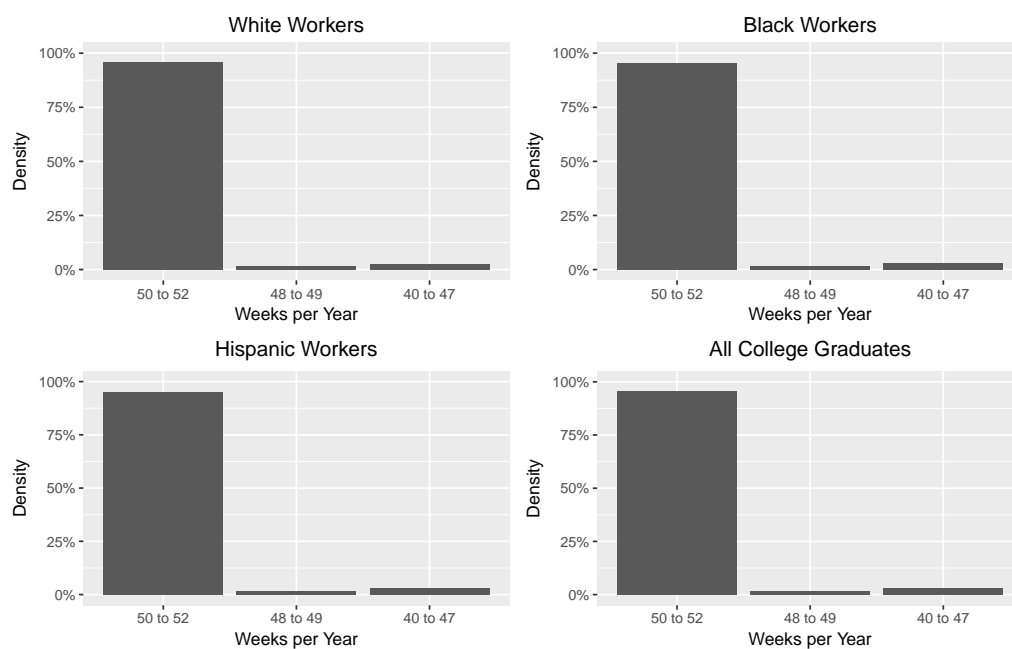 White Workers
100%
75%
50%
25%
0%
Density
50 to 52
48 to 49
40 to 47
Weeks per Year
Black Workers
100%
75%
50%
25%
0%
Density
50 to 52
48 to 49
40 to 47
Weeks per Year
Hispanic Workers
100%
75%
50%
25%
0%
Density
50 to 52
48 to 49
40 to 47
Weeks per Year
All College Graduates
100%
75%
50%
25%
0%
Density
50 to 52
48 to 49
40 to 47
Weeks per Year